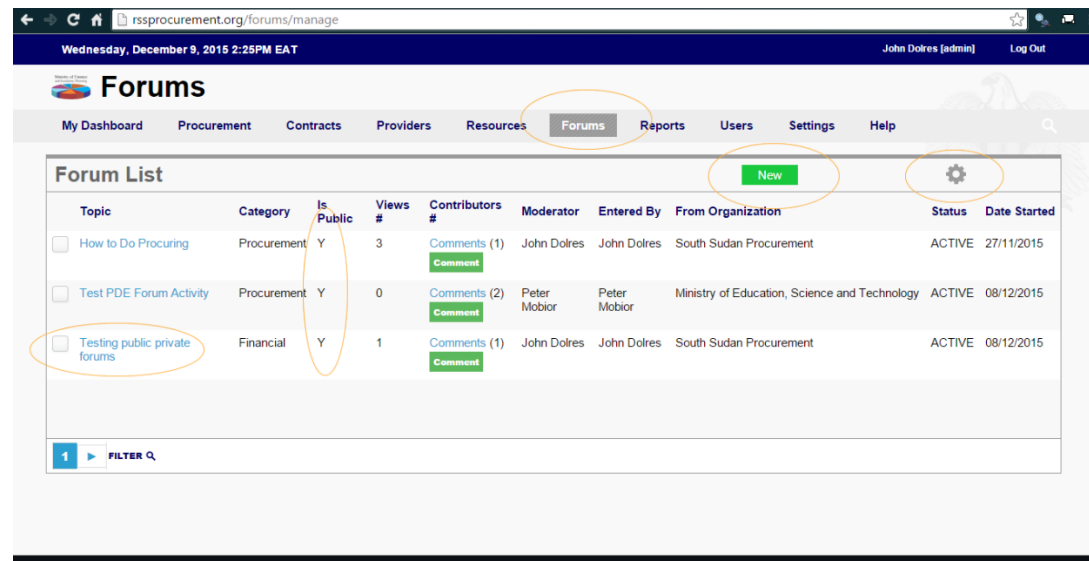 rssprocurement.org/forums/manage
Wednesday, December 9, 2015 2:25PM EAT John Dolres [admin] Log Out
Forums
My Dashboard Procurement Contracts Providers Resources Forums Reports Users Settings Help
Forum List New
Topic Category Is Public Views # Contributors # Moderator Entered By From Organization Status Date Started
How to Do Procuring Procurement Y 3 Comments (1) John Dolres John Dolres South Sudan Procurement ACTIVE 27/11/2015
Comment
Test PDE Forum Activity Procurement Y 0 Comments (2) Peter Mobior Peter Mobior Ministry of Education, Science and Technology ACTIVE 08/12/2015
Comment
Testing public private forums Financial Y 1 Comments (1) John Dolres John Dolres South Sudan Procurement ACTIVE 08/12/2015
Comment
1 FILTER